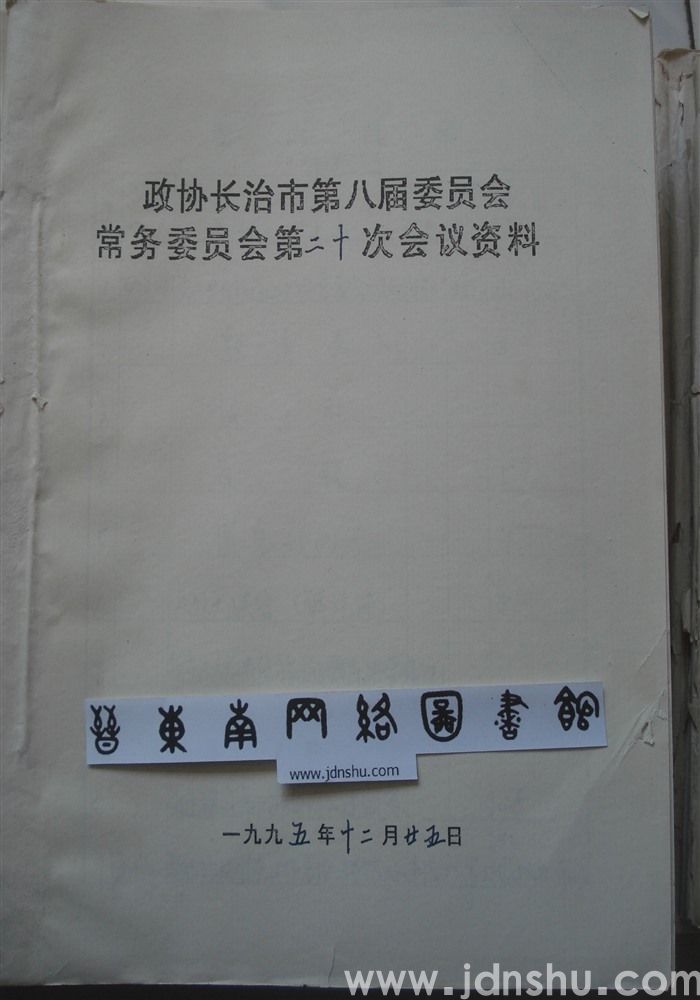 政协长治市第八届委员会
常务委员会第二十次会议资料
晉東南网絡圖書館
www.jdnshu.com
一九九五年十二月廿五日
www.jdnshu.com